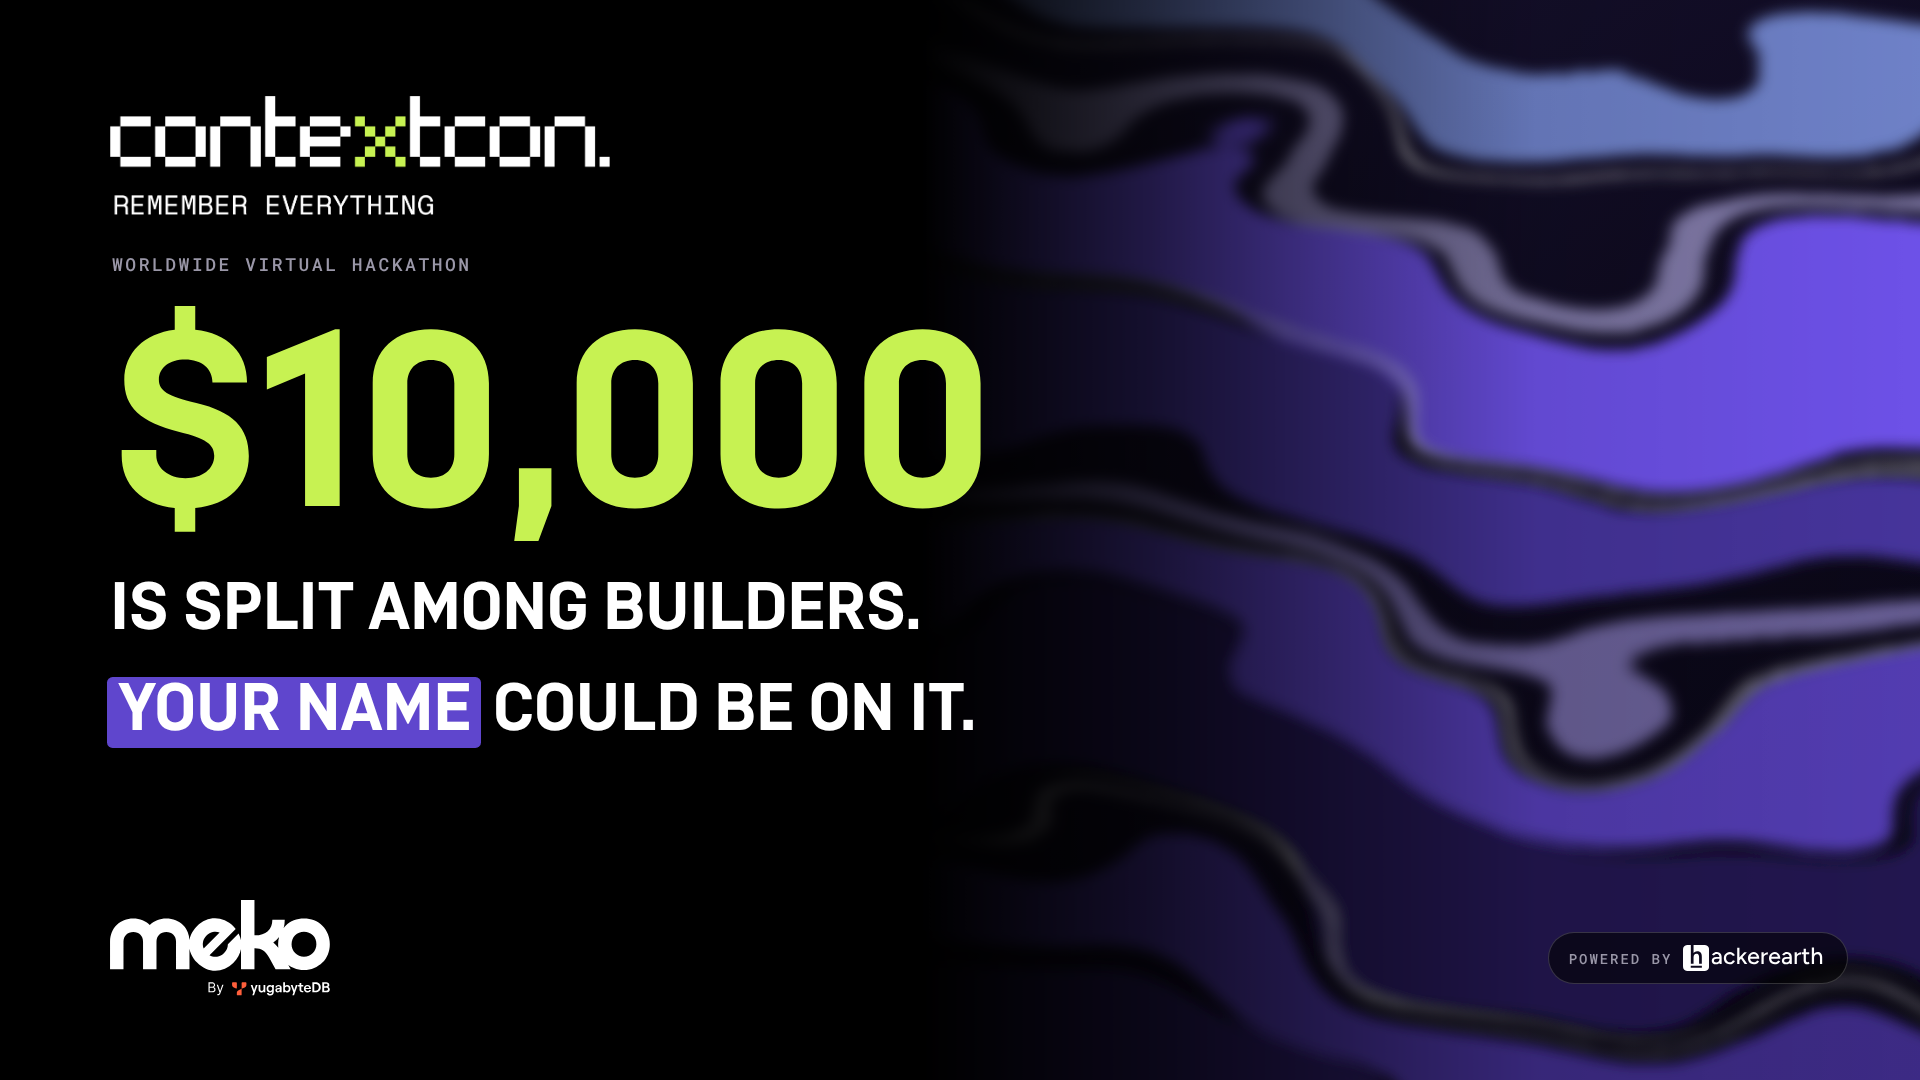 contextcon.
REMEMBER EVERYTHING
WORLDWIDE VIRTUAL HACKATHON
$10,000
IS SPLIT AMONG BUILDERS.
YOUR NAME COULD BE ON IT.
meko
By yugabyteDB
POWERED BY hackerearth